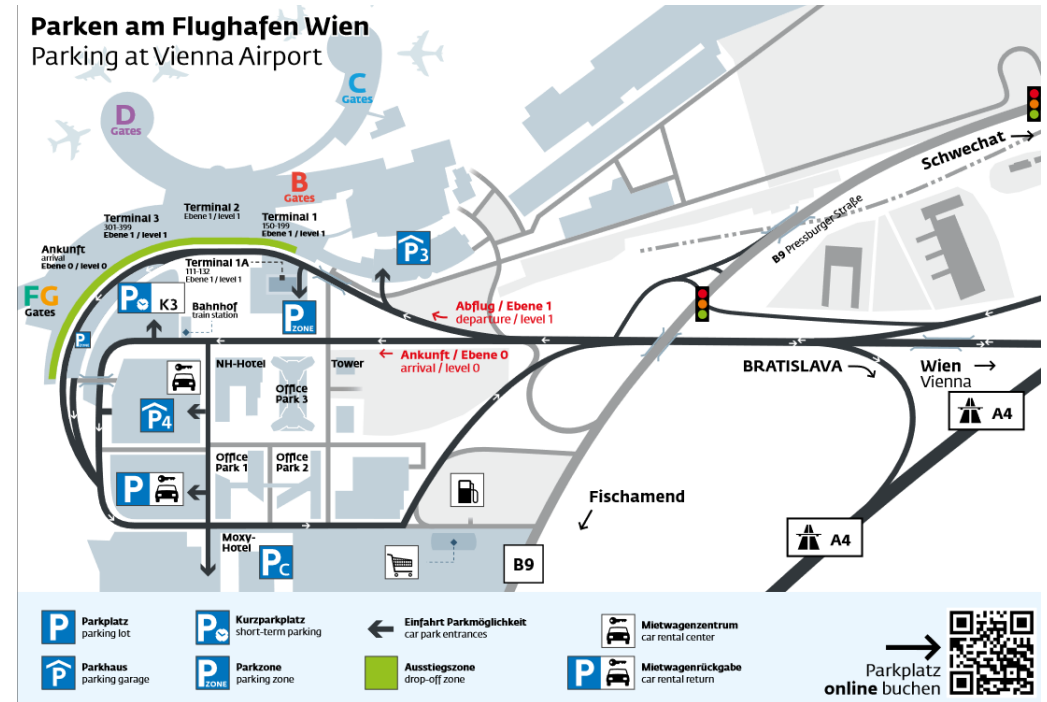 Parken am Flughafen Wien
Parking at Vienna Airport
C
Gates
D
Gates
B
Gates
Schwechat
B9 Pressburger Straße
Terminal 3
301-399
Ebene 1 / level 1
Terminal 2
Ebene 1 / level 1
Terminal 1
150-199
Ebene 1 / level 1
Ankunft
arrival
Ebene 0 / level 0
Terminal 1A
111-132
Ebene 1 / level 1
P3
FG
Gates
P
K3
Bahnhof
train station
P
ZONE
P
ZONE
Abflug / Ebene 1
departure / level 1
Ankunft / Ebene 0
arrival / level 0
NH-Hotel
Office
Park 3
Tower
BRATISLAVA
Wien
Vienna
A4
P4
Office
Park 1
Office
Park 2
P
Fischamend
A4
Moxy-
Hotel
PC
B9
P
Parkplatz
parking lot
P
Kurzparkplatz
short-term parking
Einfahrt Parkmöglichkeit
car park entrances
Mietwagenzentrum
car rental center
P
Parkhaus
parking garage
P
ZONE
Parkzone
parking zone
Ausstiegszone
drop-off zone
P
Mietwagenrückgabe
car rental return
Parkplatz
online buchen